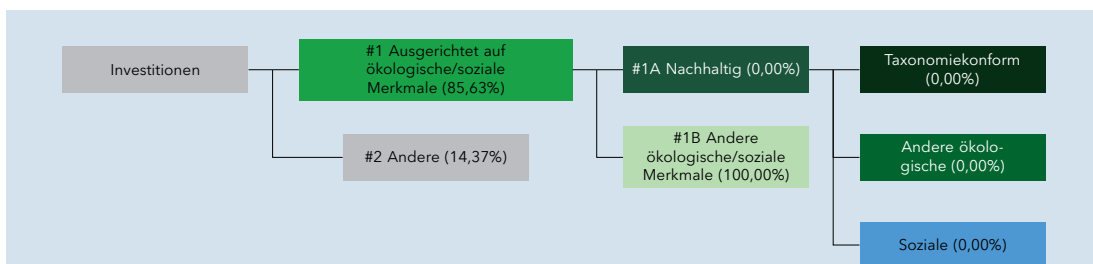 Investitionen
#1 Ausgerichtet auf
ökologische/soziale
Merkmale (85,63%)
#2 Andere (14,37%)
#1A Nachhaltig (0,00%)
#1B Andere
ökologische/soziale
Merkmale (100,00%)
Taxonomiekonform
(0,00%)
Andere ökolo-
gische (0,00%)
Soziale (0,00%)